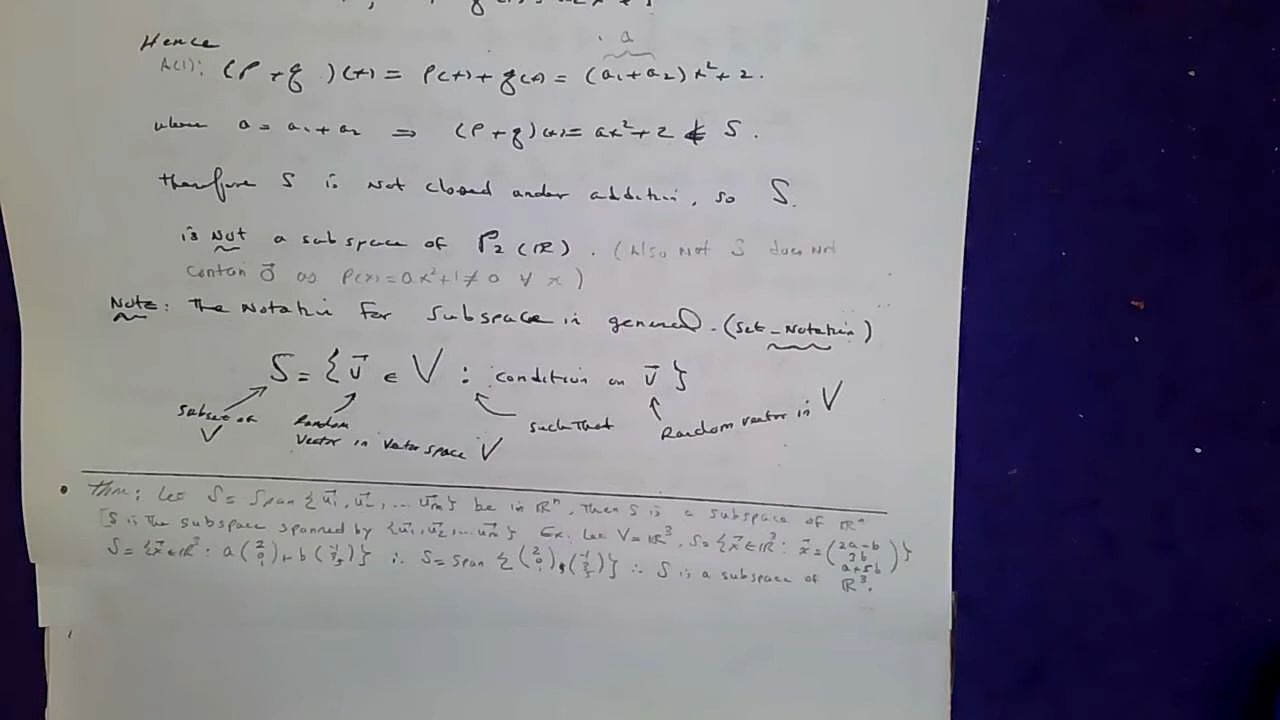 Hence
a
A(1): (P+q)(x) = P(x) + q(x) = (a₁+a₂)x²+2.
where a = a₁+a₂ ⇒ (P+q)(x) = ax²+2 ∉ S.
therefore S is Not closed under addition, so S.
is Not a subspace of P₂(ℝ). (Also Not S does Not
contain 0⃗ as P(x) = ax²+1 ≠ 0 ∀ x)
Note: The Notation for Subspace in general. (Set-Notation)
S = { v⃗ ∈ V : condition on v⃗ }
subset of V
Random vector in vector space V
such that
Random vector in V
• Thm: Let S = Span {u⃗₁, u⃗₂, ... u⃗ₘ} be in ℝⁿ, Then S is a subspace of ℝⁿ
[S is The subspace spanned by {u⃗₁, u⃗₂, ... u⃗ₘ} Ex: Let V = ℝ³, S = {x⃗ ∈ ℝ³ : x⃗ = (2a-b, 3b, a+5b)}
S = {x⃗ ∈ ℝ³ : a(2 0 1) + b(-1 3 5)} ∴ S = Span {(2 0 1), (-1 3 5)} ∴ S is a subspace of ℝ³.